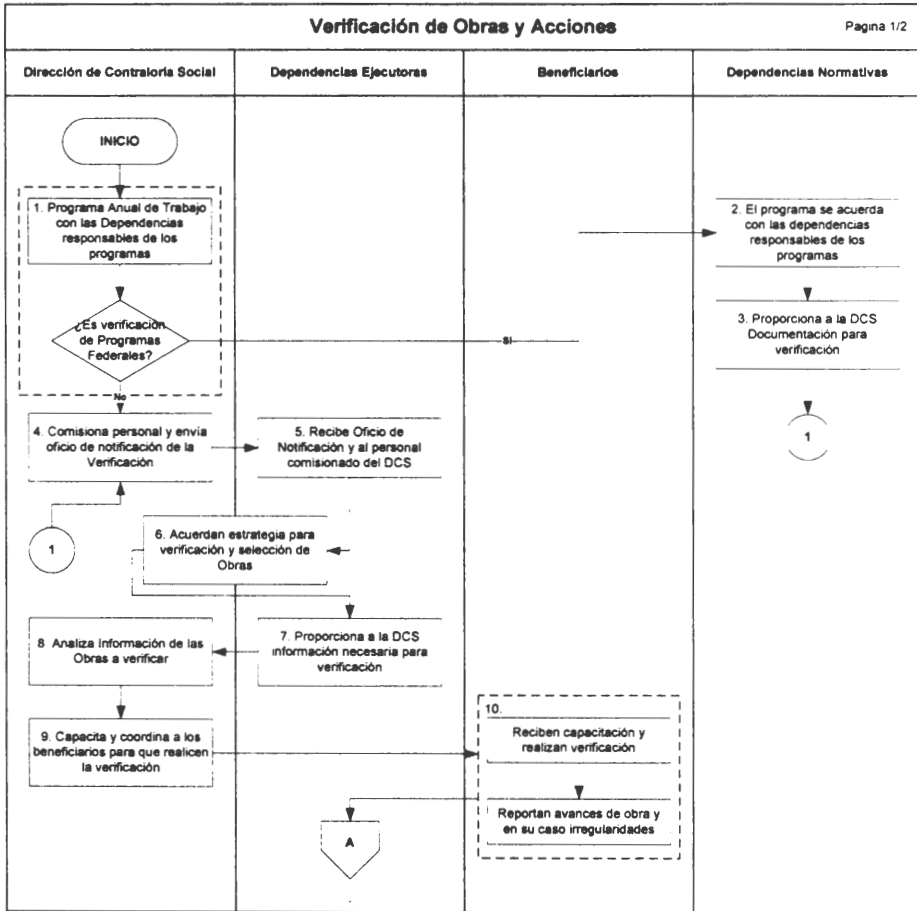 Verificación de Obras y Acciones
Pagina 1/2
Dirección de Contraloría Social
Dependencias Ejecutoras
Beneficiarios
Dependencias Normativas
INICIO
1. Programa Anual de Trabajo
con las Dependencias
responsables de los
programas
2. El programa se acuerda
con las dependencias
responsables de los
programas
¿Es verificación
de Programas
Federales?
SI
3. Proporciona a la DCS
Documentación para
verificación
No
1
4. Comisiona personal y envía
oficio de notificación de la
Verificación
5. Recibe Oficio de
Notificación y al personal
comisionado del DCS
1
6. Acuerdan estrategia para
verificación y selección de
Obras
8 Analiza Información de las
Obras a verificar
7. Proporciona a la DCS
información necesaria para
verificación
9. Capacita y coordina a los
beneficiarios para que realicen
la verificación
10.
Reciben capacitación y
realizan verificación
Reportan avances de obra y
en su caso irregularidades
A